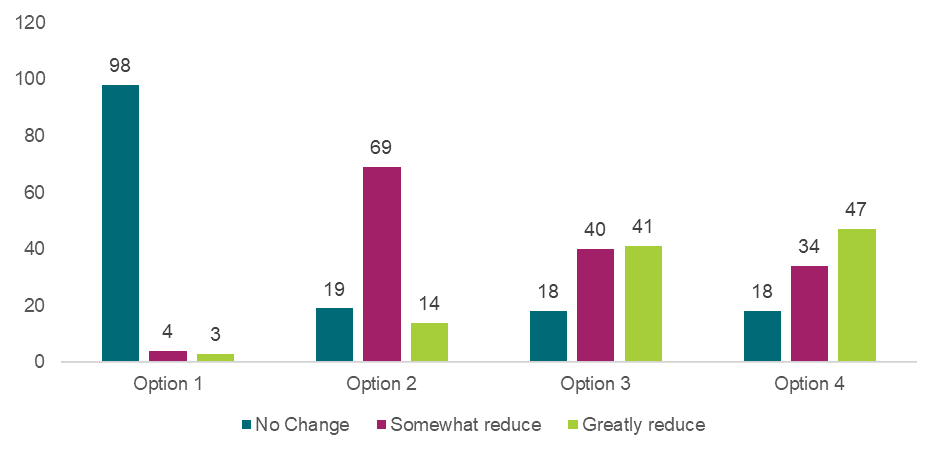 120
100
80
60
40
20
0
98
4
3
19
69
14
18
40
41
18
34
47
Option 1
Option 2
Option 3
Option 4
No Change
Somewhat reduce
Greatly reduce